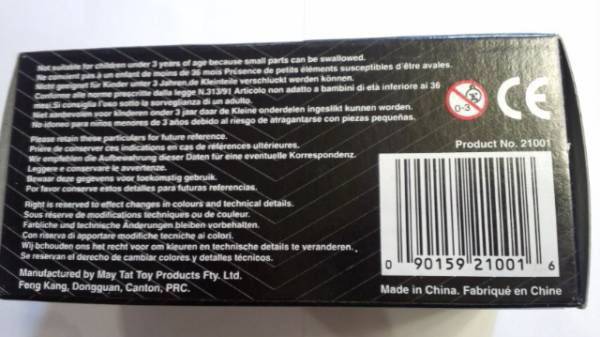 Not suitable for children under 3 years of age because small parts can be swallowed.
Ne convient pas à un enfant de moins de 36 mois Présence de petits éléments susceptibles d'être avales.
Nicht geeignet für Kinder unter 3 Jahren,de Kleinteile verschluckt werden können.
Conforme alle norme prescritte dalla legge N.313/91 Articolo non adatto a bambini di età inferiore ai 36
mesi.Si consiglia l'uso sotto la sorveglianza di un adulto.
Niet aanbevolen voor kinderen onder 3 jaar daar de Kleine onderdelen ingeslikt kunnen worden.
No idoneo para niños menores de 3 años debido al riesgo de atragantarse con piezas pequeñas.
0-3
CE
Please retain these particulars for future reference.
Prière de conserver ces indications en cas de références ultérieures.
Wir empfehlen die Aufbewahrung dieser Daten für eine eventuelle Korrespondenz.
Leggere e conservare le avvertenze.
Bewaar deze gegevens voor toekomstig gebruik.
Por favor conserve estos detalles para futuras referencias.
Product No. 21001
Right is reserved to effect changes in colours and technical details.
Sous réserve de modifications techniques ou de couleur.
Farbliche und technische Änderungen bleiben vorbehalten.
Con riserva di apportare modifiche tecniche ai colori.
Wij behouden ons het recht voor om kleuren en technische details te veranderen.
Se reservan el derecho de cambiar colores y detalles técnicos.
Manufactured by May Tat Toy Products Fty. Ltd.
Feng Kang, Dongguan, Canton, PRC.
0 90159 21001 6
Made in China. Fabriqué en Chine